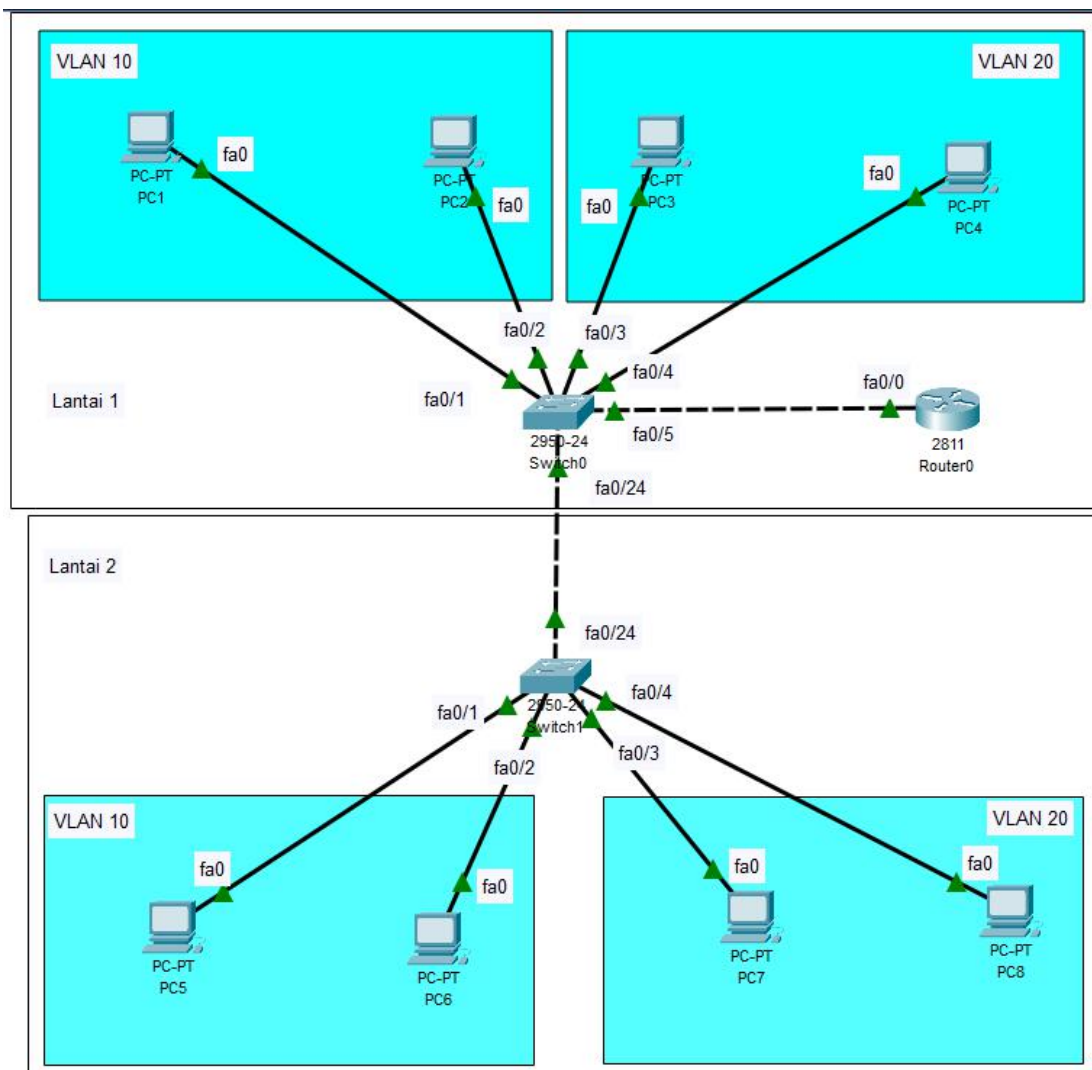 VLAN 10
VLAN 20
fa0
PC-PT
PC1
fa0
PC-PT
PC2
fa0
PC-PT
PC3
fa0
PC-PT
PC4
fa0/2
fa0/3
fa0/4
fa0/1
Lantai 1
fa0/5
fa0/0
2950-24
Switch0
2811
Router0
fa0/24
Lantai 2
fa0/24
2950-24
Switch1
fa0/1
fa0/4
fa0/2
fa0/3
VLAN 10
VLAN 20
fa0
PC-PT
PC5
fa0
PC-PT
PC6
fa0
PC-PT
PC7
fa0
PC-PT
PC8